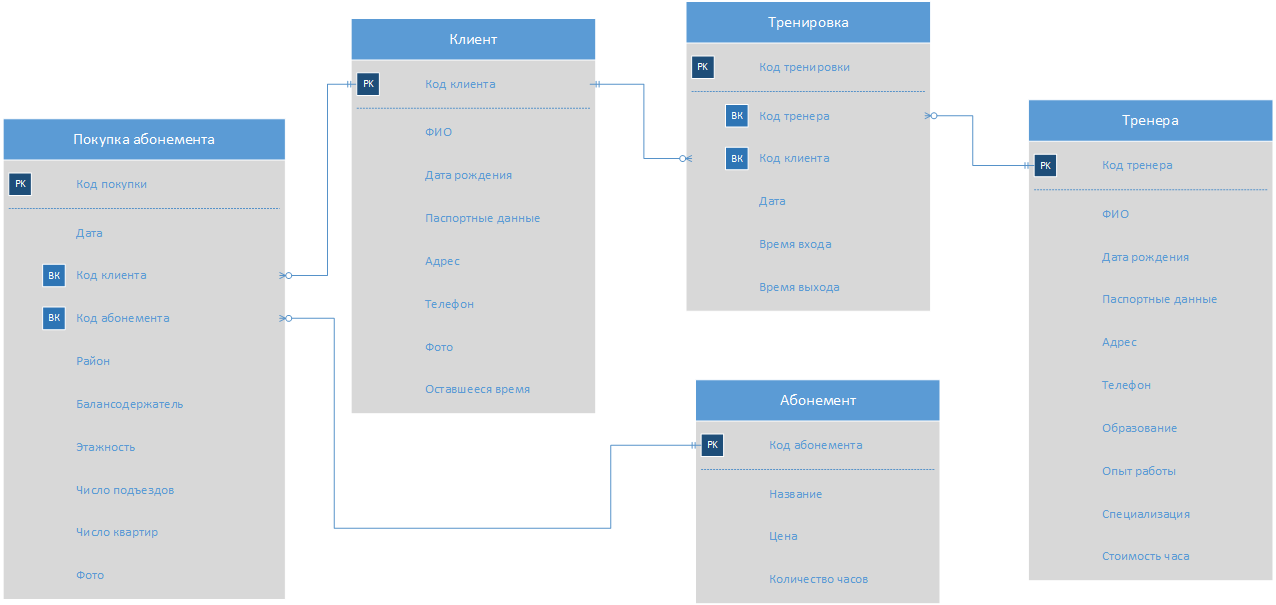 Покупка абонемента
PK Код покупки
Дата
ВК Код клиента
ВК Код абонемента
Район
Балансодержатель
Этажность
Число подъездов
Число квартир
Фото
Клиент
PK Код клиента
ФИО
Дата рождения
Паспортные данные
Адрес
Телефон
Фото
Оставшееся время
Тренировка
PK Код тренировки
ВК Код тренера
ВК Код клиента
Дата
Время входа
Время выхода
Абонемент
PK Код абонемента
Название
Цена
Количество часов
Тренера
PK Код тренера
ФИО
Дата рождения
Паспортные данные
Адрес
Телефон
Образование
Опыт работы
Специализация
Стоимость часа